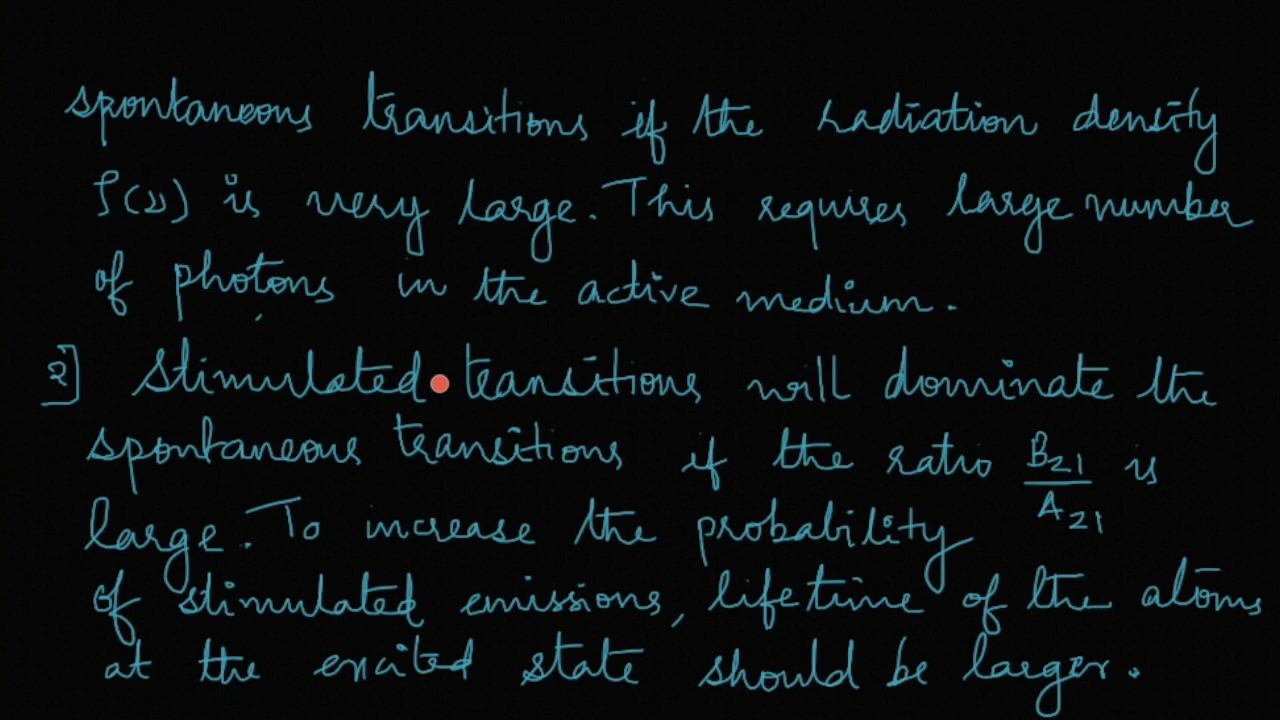 spontaneous transitions if the radiation density
ρ(ν) is very large. This requires large number
of photons in the active medium.
2] Stimulated transitions will dominate the
spontaneous transitions if the ratio B21/A21 is
large. To increase the probability
of stimulated emissions, lifetime of the atoms
at the excited state should be larger.